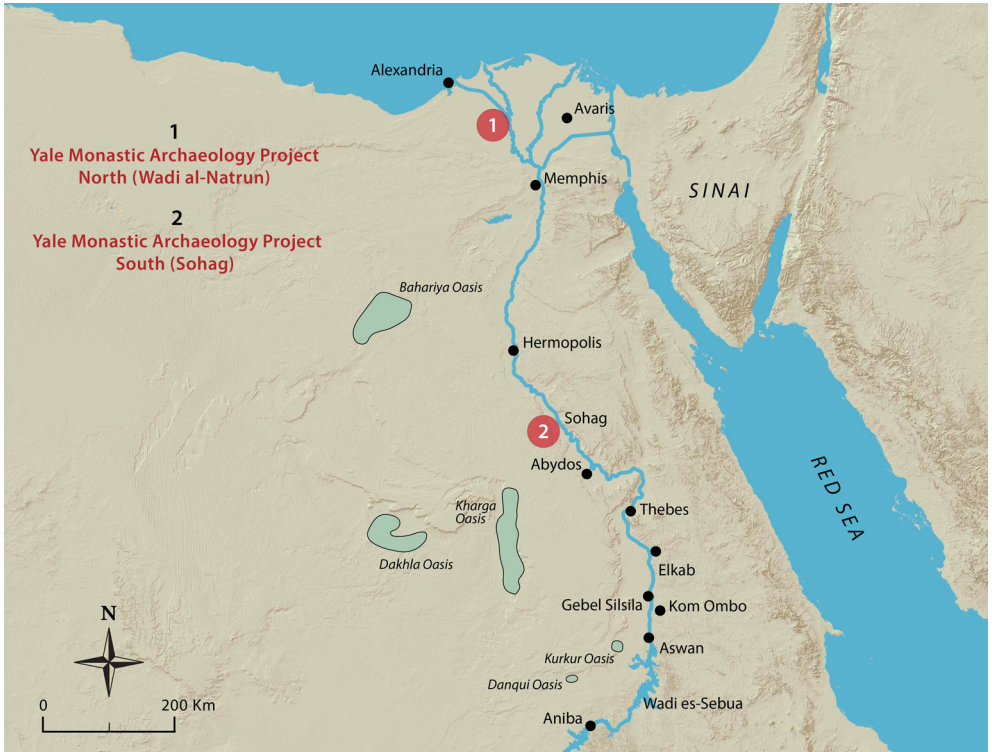 Alexandria
Avaris
1
1
Yale Monastic Archaeology Project
North (Wadi al-Natrun)
2
Yale Monastic Archaeology Project
South (Sohag)
Memphis
SINAI
Bahariya Oasis
Hermopolis
Sohag
2
Abydos
RED SEA
Kharga
Oasis
Thebes
Dakhla Oasis
Elkab
Gebel Silsila
Kom Ombo
N
Aswan
Kurkur Oasis
Danqui Oasis
Wadi es-Sebua
0
200 Km
Aniba